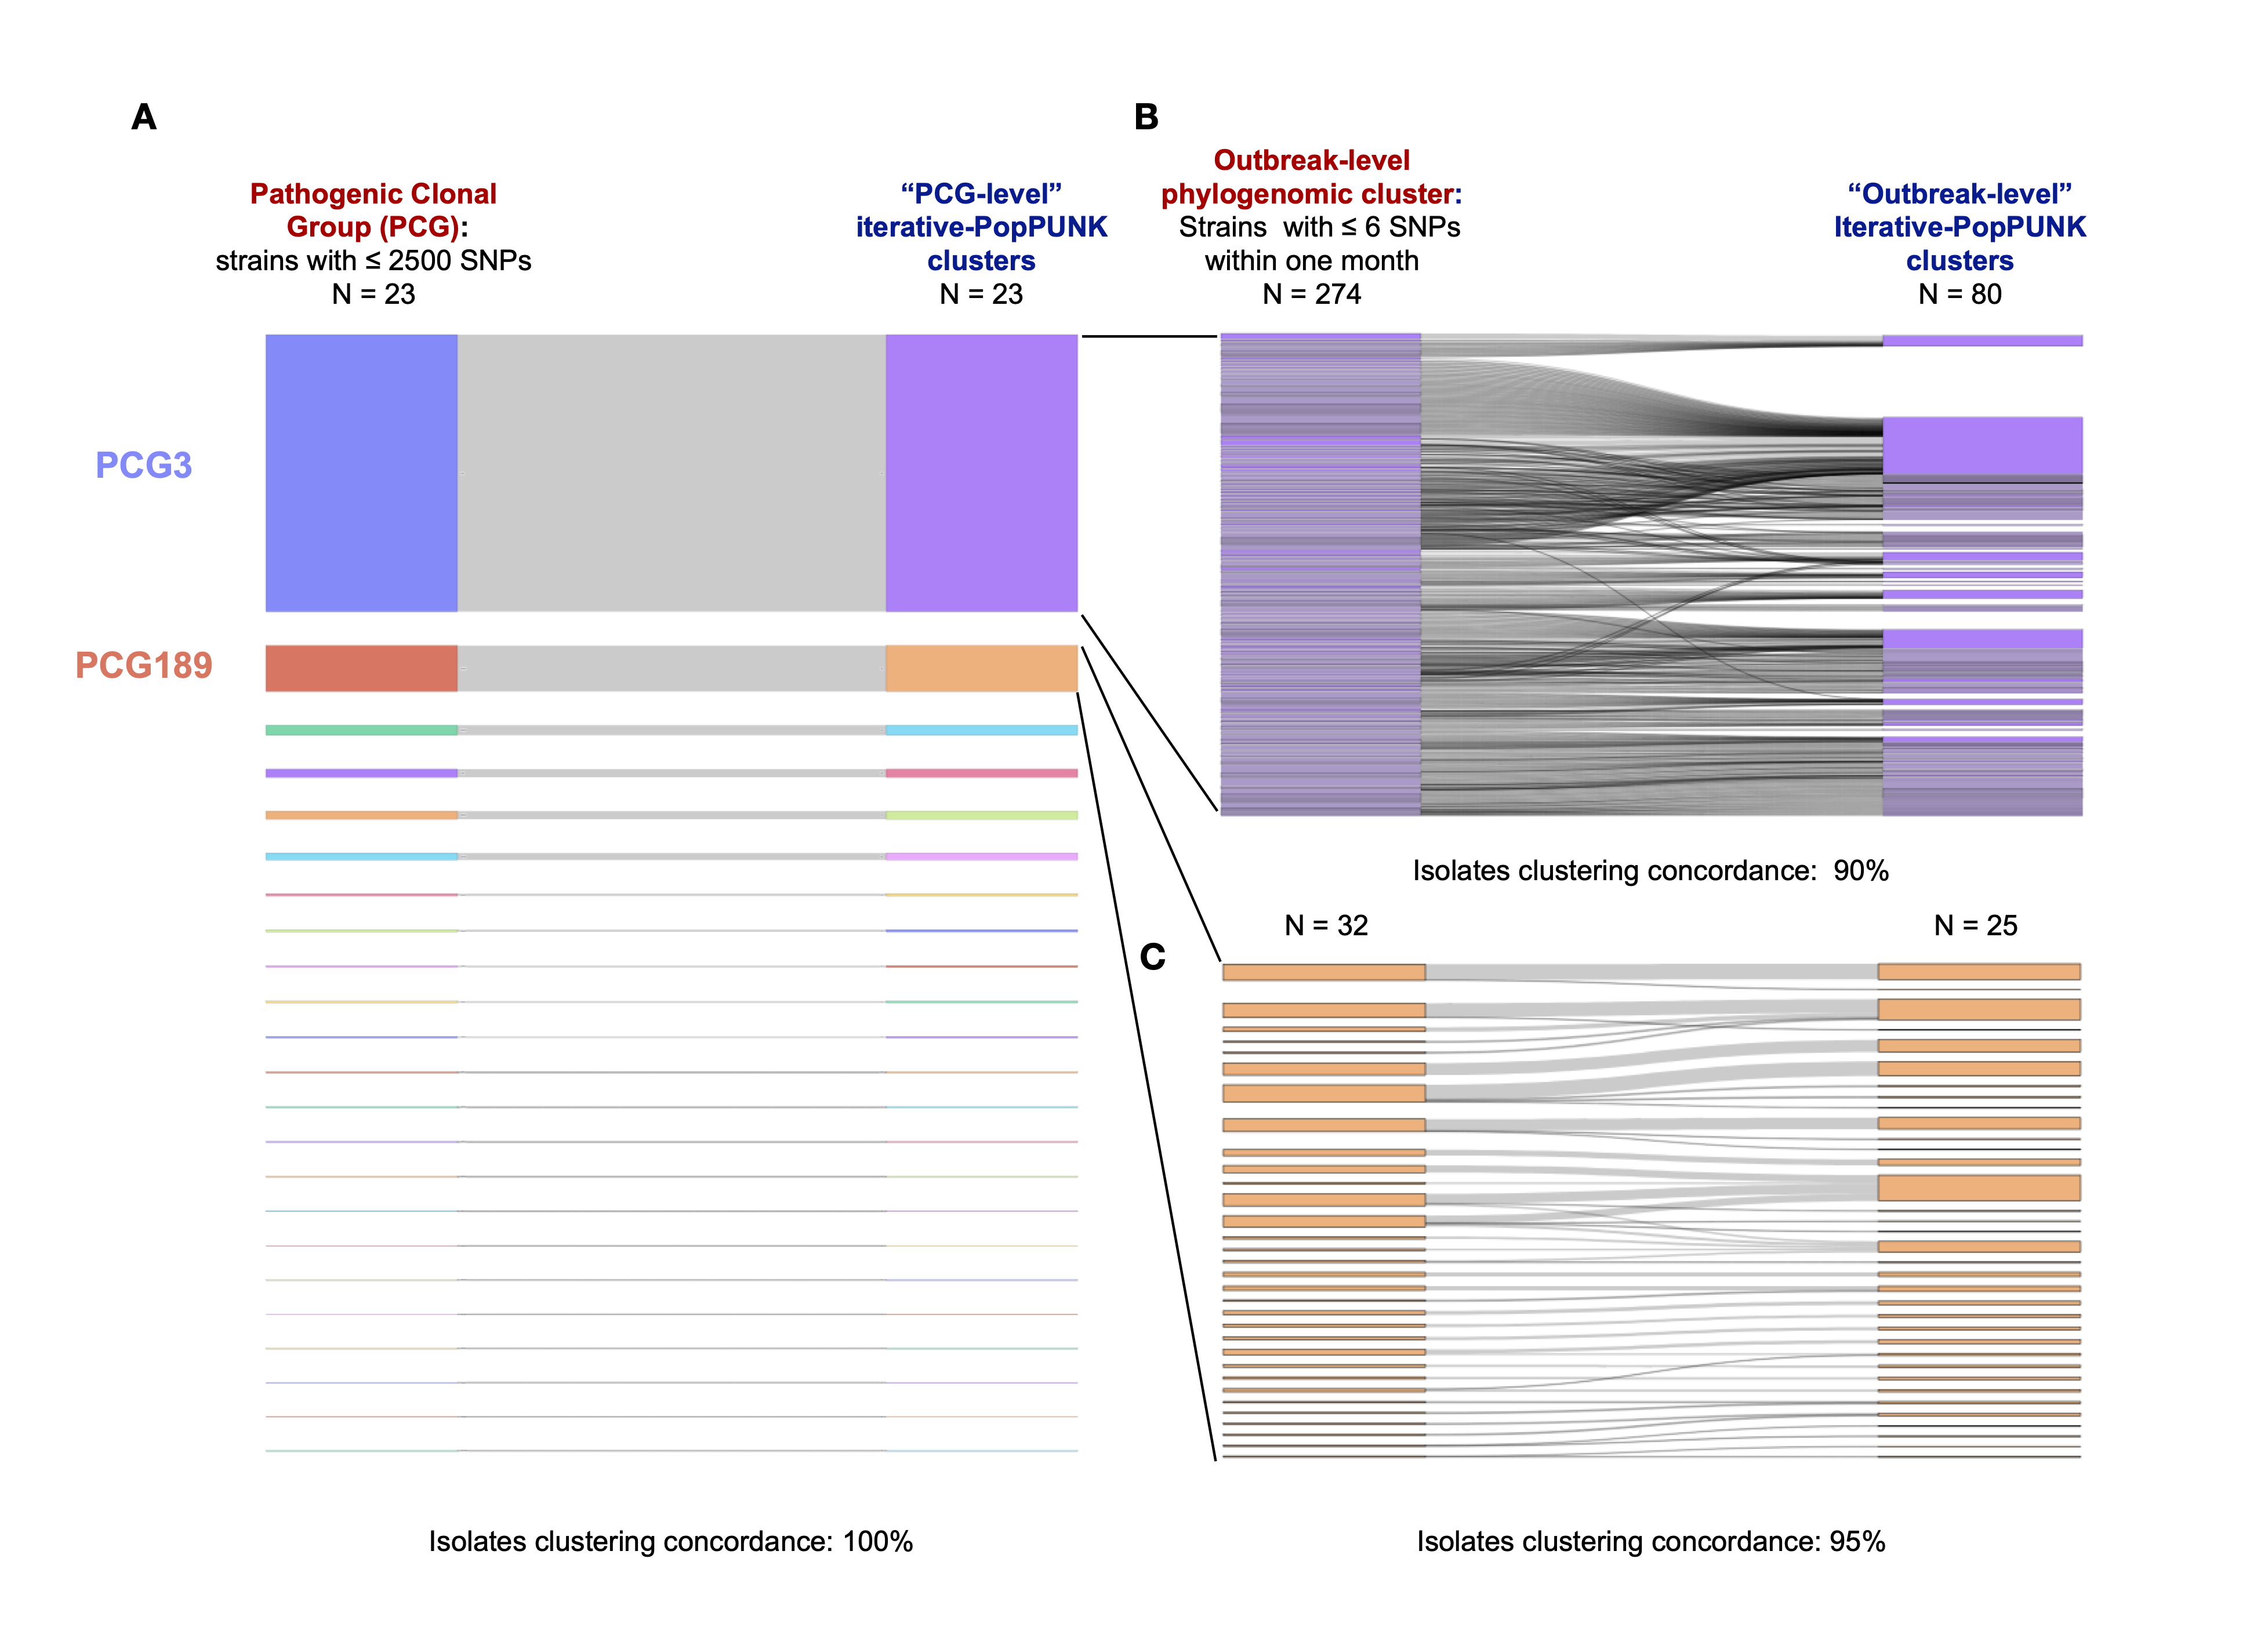 A
Pathogenic Clonal
Group (PCG):
strains with ≤ 2500 SNPs
N = 23
“PCG-level”
iterative-PopPUNK
clusters
N = 23
PCG3
PCG189
Isolates clustering concordance: 100%
B
Outbreak-level
phylogenomic cluster:
Strains with ≤ 6 SNPs
within one month
N = 274
“Outbreak-level”
Iterative-PopPUNK
clusters
N = 80
Isolates clustering concordance: 90%
C
N = 32
N = 25
Isolates clustering concordance: 95%